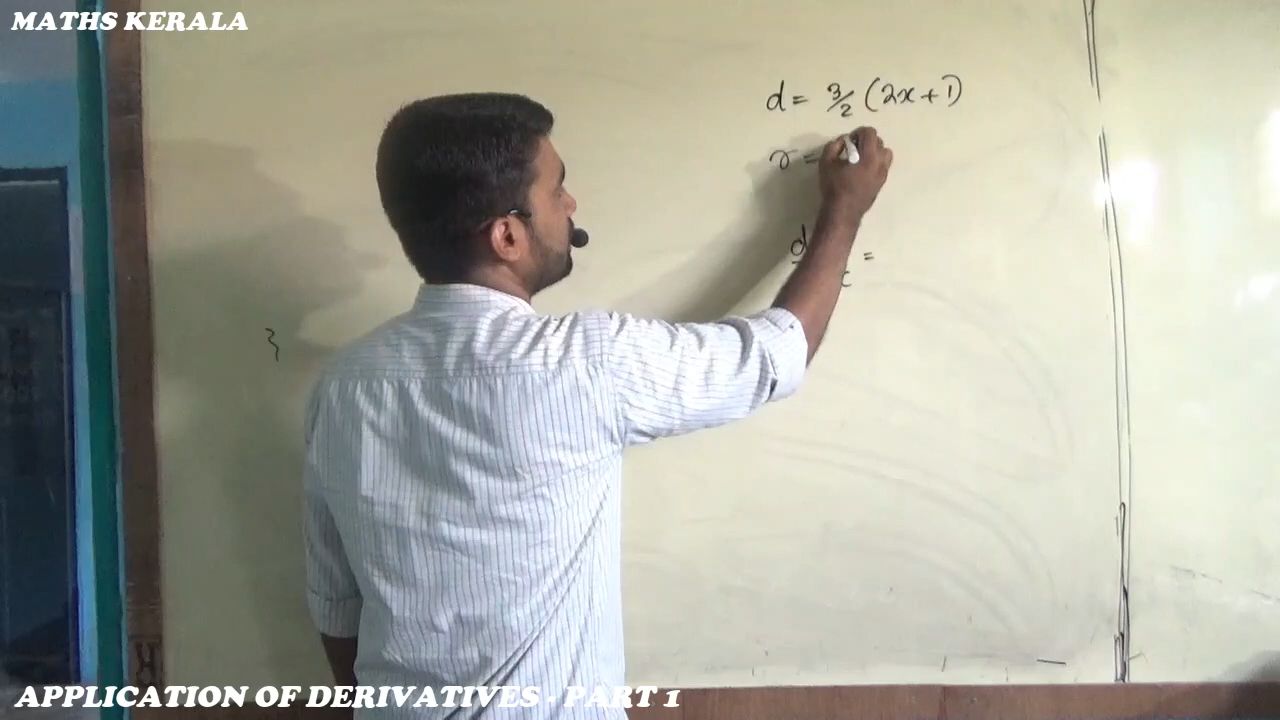 MATHS KERALA
d = 3/2 (2x + 1)
r =
d =
APPLICATION OF DERIVATIVES - PART 1